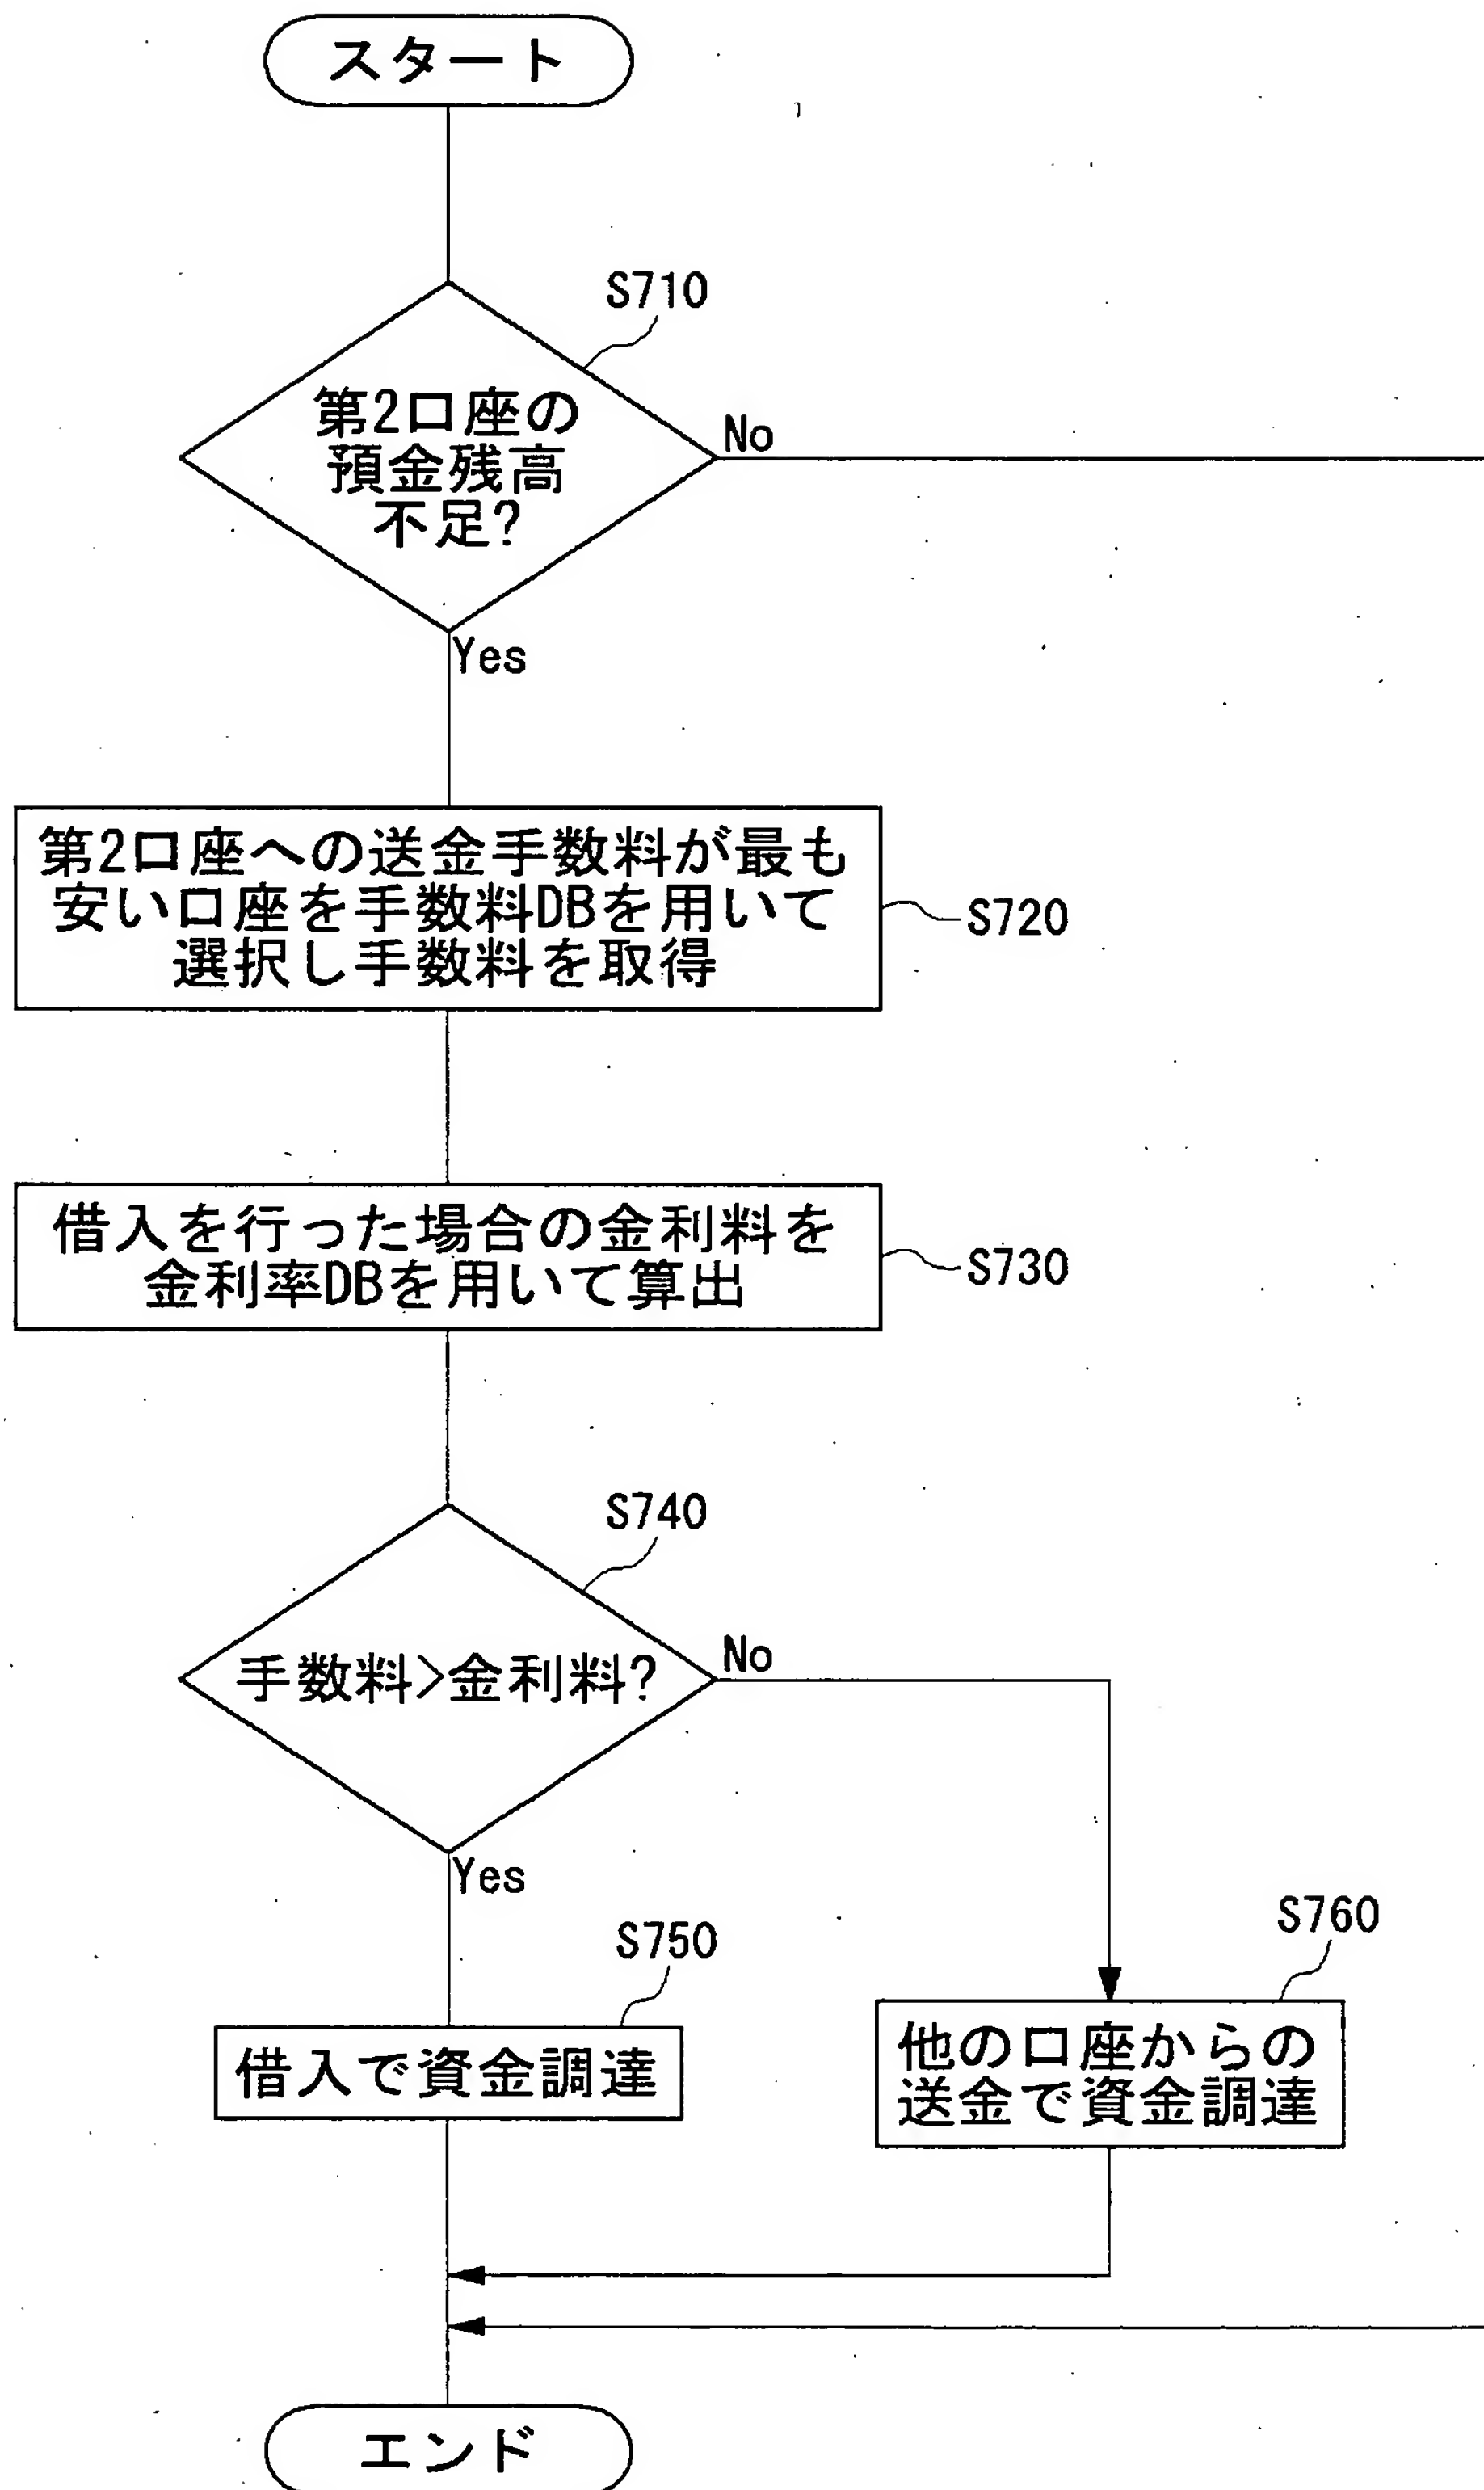 スタート
S710
第2口座の
預金残高
不足?
No
Yes
第2口座への送金手数料が最も
安い口座を手数料DBを用いて
選択し手数料を取得
S720
借入を行った場合の金利料を
金利率DBを用いて算出
S730
S740
手数料>金利料?
No
Yes
S750
借入で資金調達
S760
他の口座からの
送金で資金調達
エンド